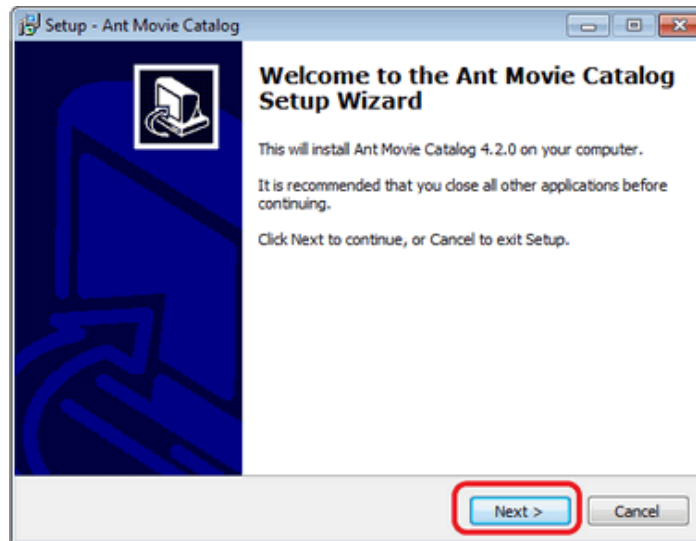 Setup - Ant Movie Catalog
Welcome to the Ant Movie Catalog
Setup Wizard
This will install Ant Movie Catalog 4.2.0 on your computer.
It is recommended that you close all other applications before
continuing.
Click Next to continue, or Cancel to exit Setup.
Next >
Cancel